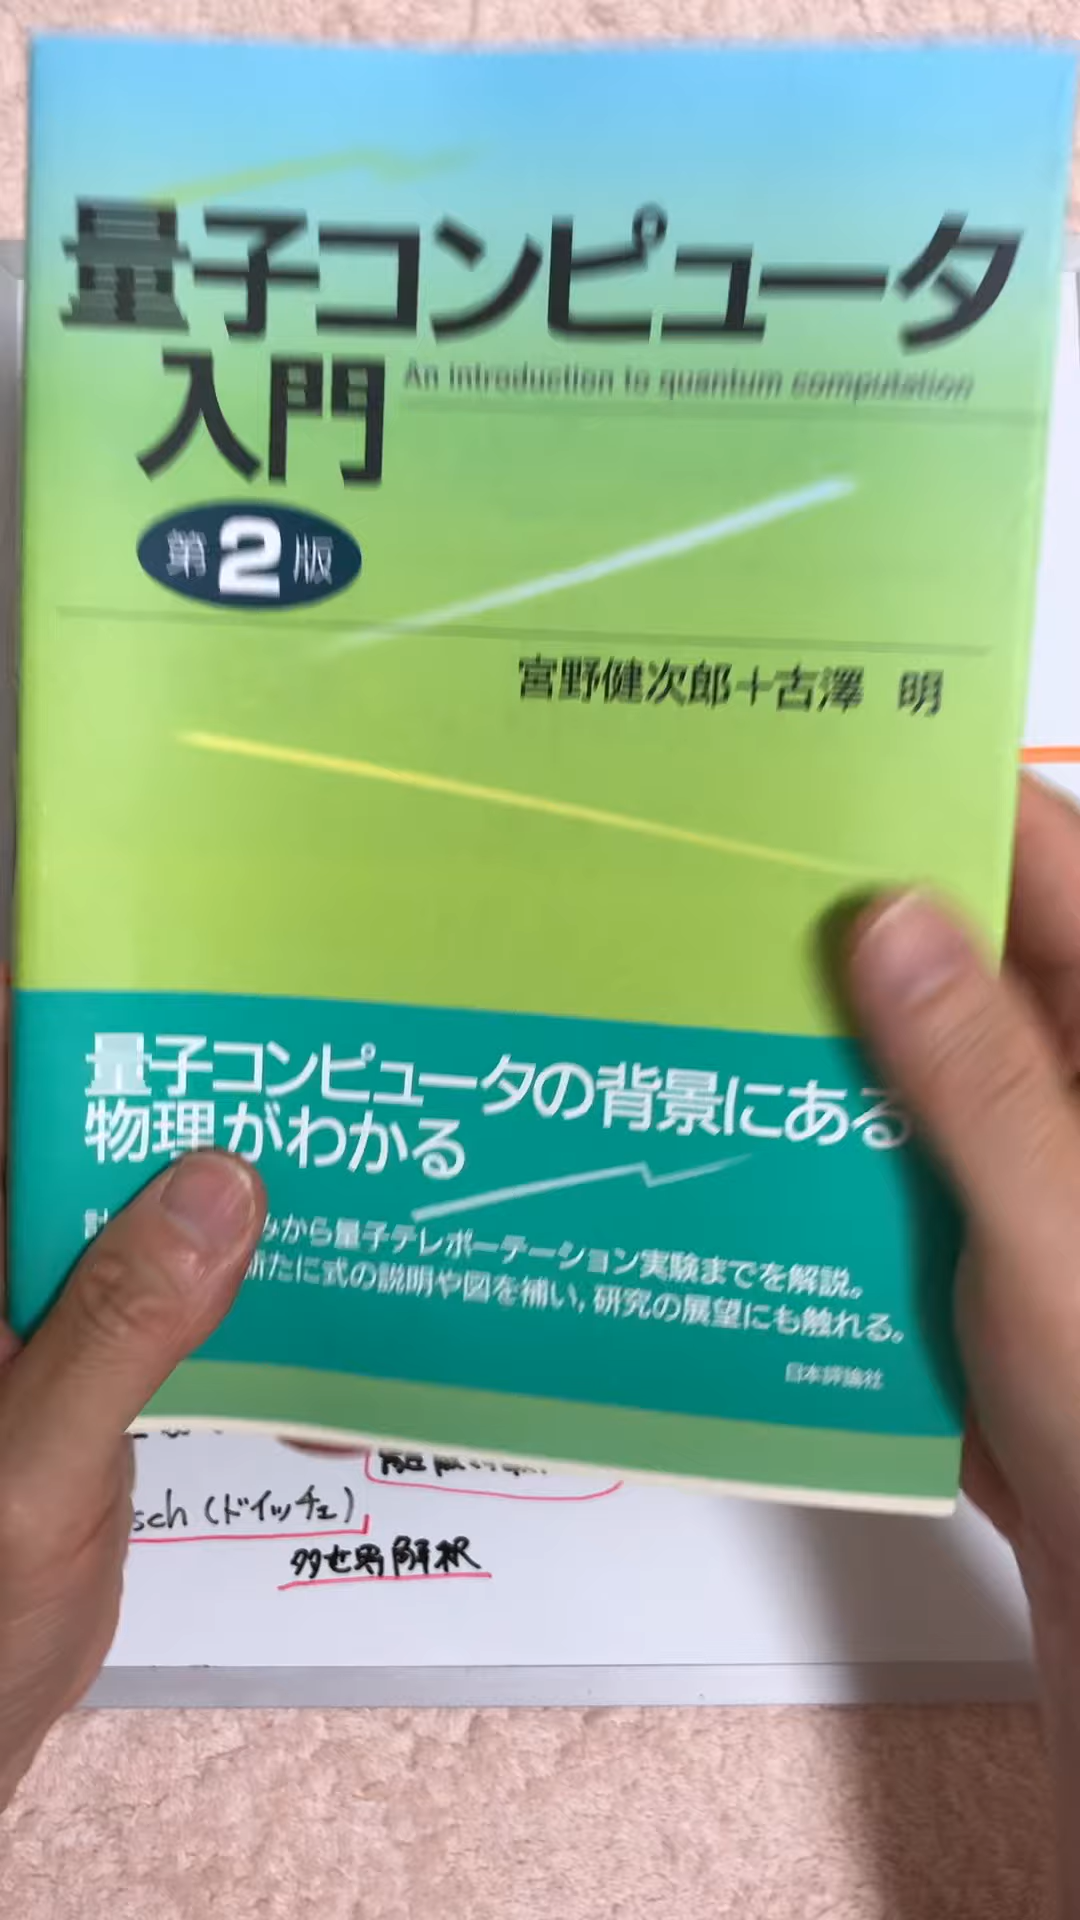 量子コンピュータ
入門
An introduction to quantum computation
第2版
宮野健次郎+古澤 明
量子コンピュータの背景にある
物理がわかる
みから量子テレポーテーション実験までを解説。
新たに式の説明や図を補い, 研究の展望にも触れる。
日本評論社
sch (ドイッチェ)
多世界解釈